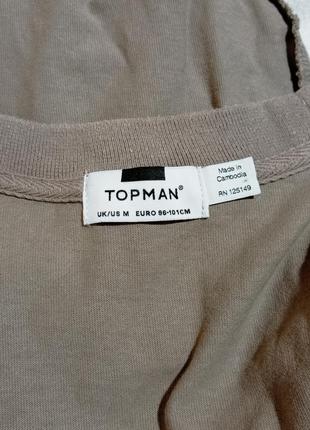 TOPMAN®
UK/US M EURO 96-101CM
Made in
Cambodia
RN 125149